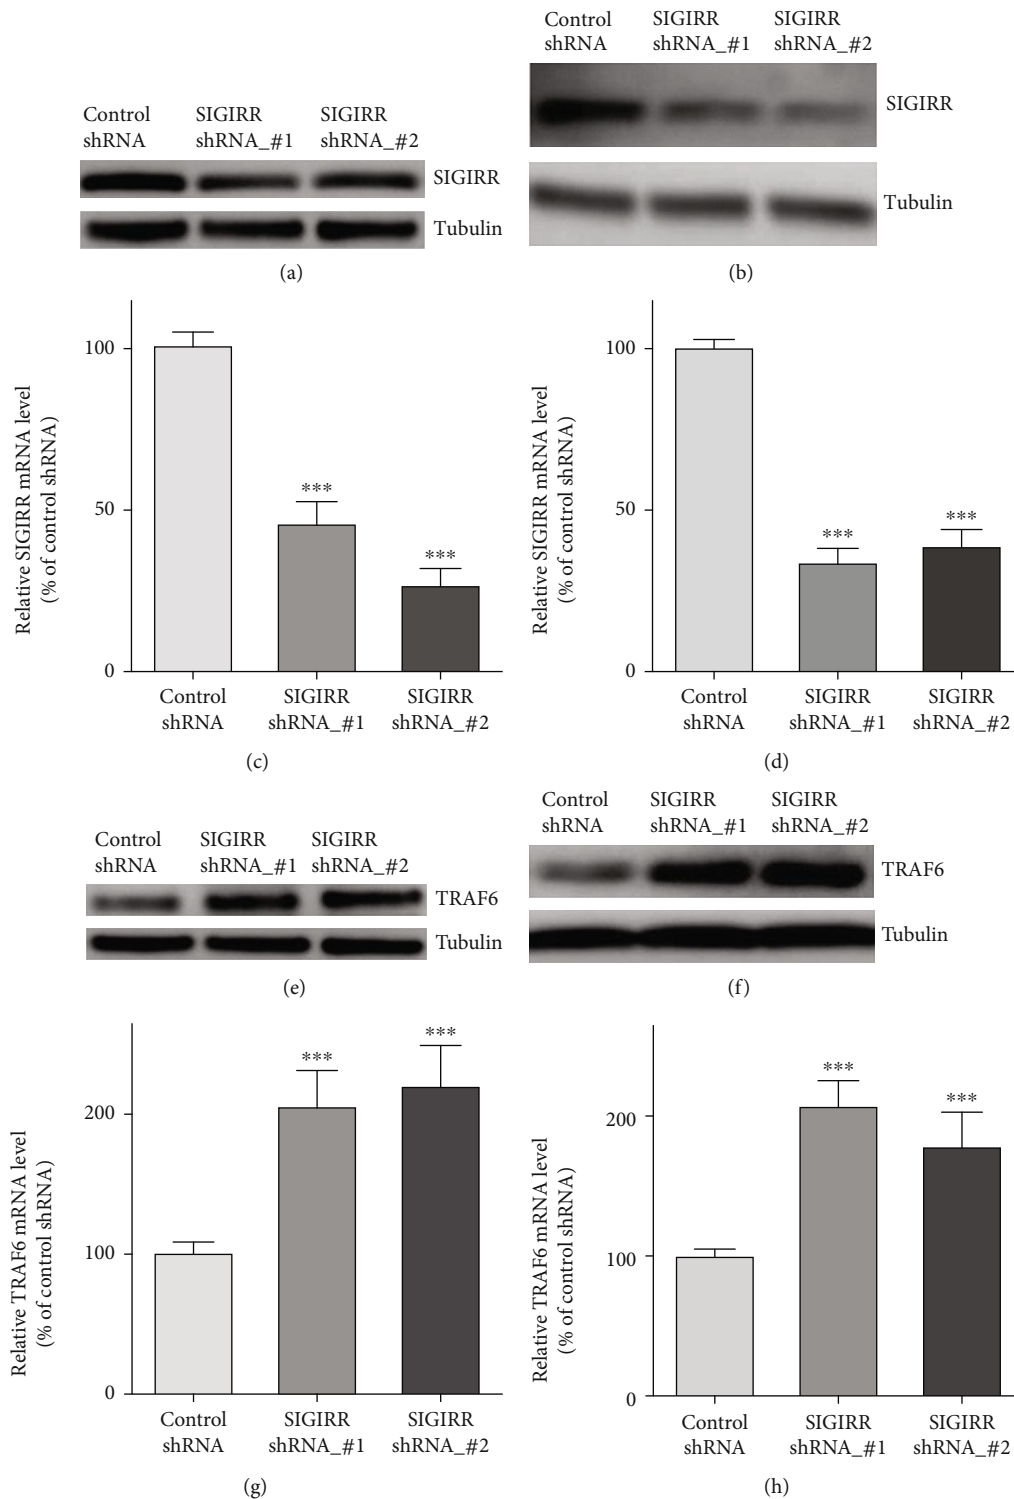 Control
shRNA
SIGIRR
shRNA_#1
SIGIRR
shRNA_#2
SIGIRR
Tubulin
(a)
Control
shRNA
SIGIRR
shRNA_#1
SIGIRR
shRNA_#2
SIGIRR
Tubulin
(b)
Relative SIGIRR mRNA level
(% of control shRNA)
100
50
0
***
***
Control
shRNA
SIGIRR
shRNA_#1
SIGIRR
shRNA_#2
(c)
Relative SIGIRR mRNA level
(% of control shRNA)
100
50
0
***
***
Control
shRNA
SIGIRR
shRNA_#1
SIGIRR
shRNA_#2
(d)
Control
shRNA
SIGIRR
shRNA_#1
SIGIRR
shRNA_#2
TRAF6
Tubulin
(e)
Control
shRNA
SIGIRR
shRNA_#1
SIGIRR
shRNA_#2
TRAF6
Tubulin
(f)
Relative TRAF6 mRNA level
(% of control shRNA)
200
100
0
***
***
Control
shRNA
SIGIRR
shRNA_#1
SIGIRR
shRNA_#2
(g)
Relative TRAF6 mRNA level
(% of control shRNA)
200
100
0
***
***
Control
shRNA
SIGIRR
shRNA_#1
SIGIRR
shRNA_#2
(h)